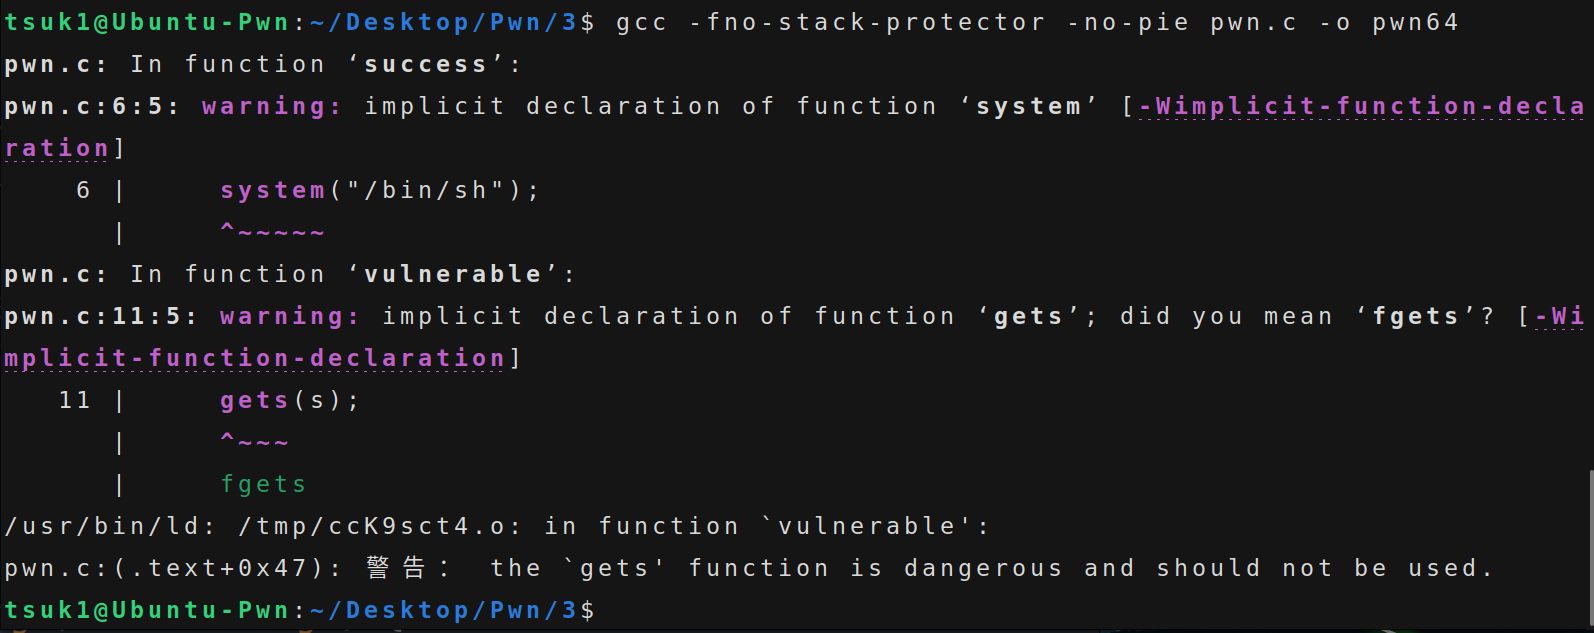 tsuk1@Ubuntu-Pwn:~/Desktop/Pwn/3$ gcc -fno-stack-protector -no-pie pwn.c -o pwn64
pwn.c: In function ‘success’:
pwn.c:6:5: warning: implicit declaration of function ‘system’ [-Wimplicit-function-decla
ration]
    6 |     system("/bin/sh");
      |     ^~~~~~
pwn.c: In function ‘vulnerable’:
pwn.c:11:5: warning: implicit declaration of function ‘gets’; did you mean ‘fgets’? [-Wi
mplicit-function-declaration]
   11 |     gets(s);
      |     ^~~~
      |     fgets
/usr/bin/ld: /tmp/ccK9sct4.o: in function `vulnerable':
pwn.c:(.text+0x47): 警告： the `gets' function is dangerous and should not be used.
tsuk1@Ubuntu-Pwn:~/Desktop/Pwn/3$